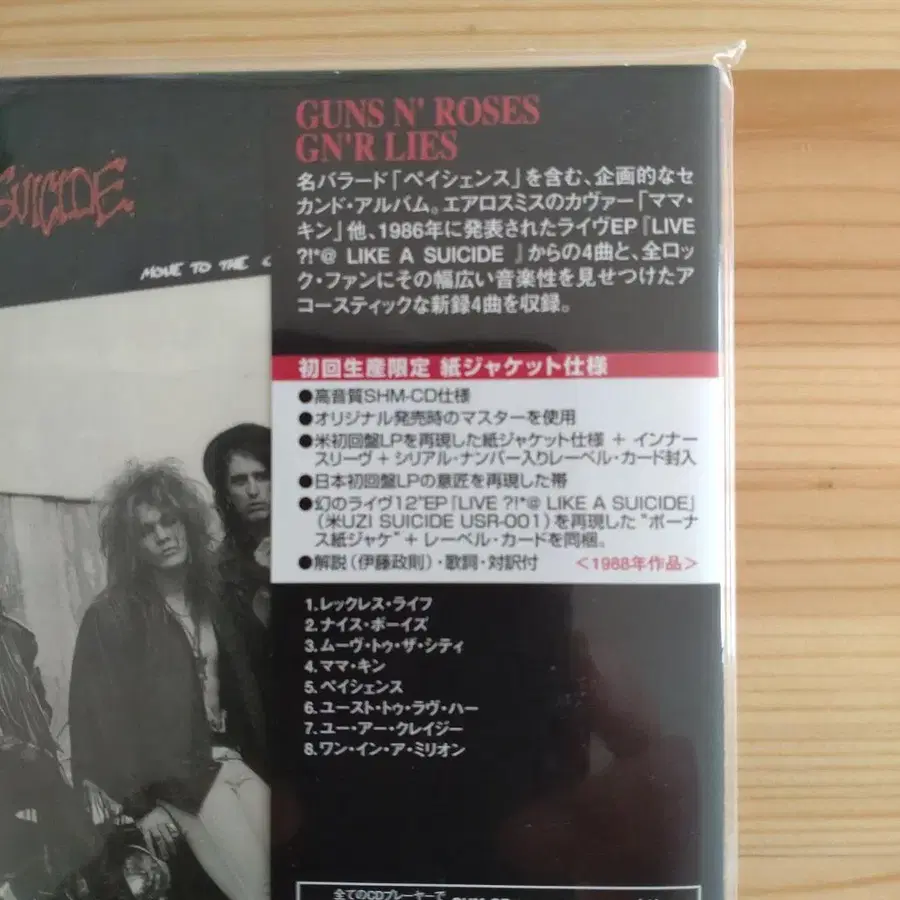 SUICIDE
MOVE TO THE
GUNS N' ROSES
GN'R LIES
名バラード「ペイシェンス」を含む、企画的なセ
カンド・アルバム。エアロスミスのカヴァー「ママ・
キン」他、1986年に発表されたライヴEP『LIVE
?!*@ LIKE A SUICIDE 』からの4曲と、全ロッ
ク・ファンにその幅広い音楽性を見せつけたア
コースティックな新録4曲を収録。
初回生産限定 紙ジャケット仕様
●高音質SHM-CD仕様
●オリジナル発売時のマスターを使用
●米初回盤LPを再現した紙ジャケット仕様 + インナー
スリーヴ + シリアル・ナンバー入りレーベル・カード封入
●日本初回盤LPの意匠を再現した帯
●幻のライヴ12"EP『LIVE ?!*@ LIKE A SUICIDE』
(米UZI SUICIDE USR-001)を再現した"ボーナ
ス紙ジャケ"+ レーベル・カードを同梱。
●解説(伊藤政則)・歌詞・対訳付 <1988年作品>
1.レックレス・ライフ
2.ナイス・ボーイズ
3.ムーヴ・トゥ・ザ・シティ
4.ママ・キン
5.ペイシェンス
6.ユースト・トゥ・ラヴ・ハー
7.ユー・アー・クレイジー
8.ワン・イン・ア・ミリオン
全てのCDプレーヤーで